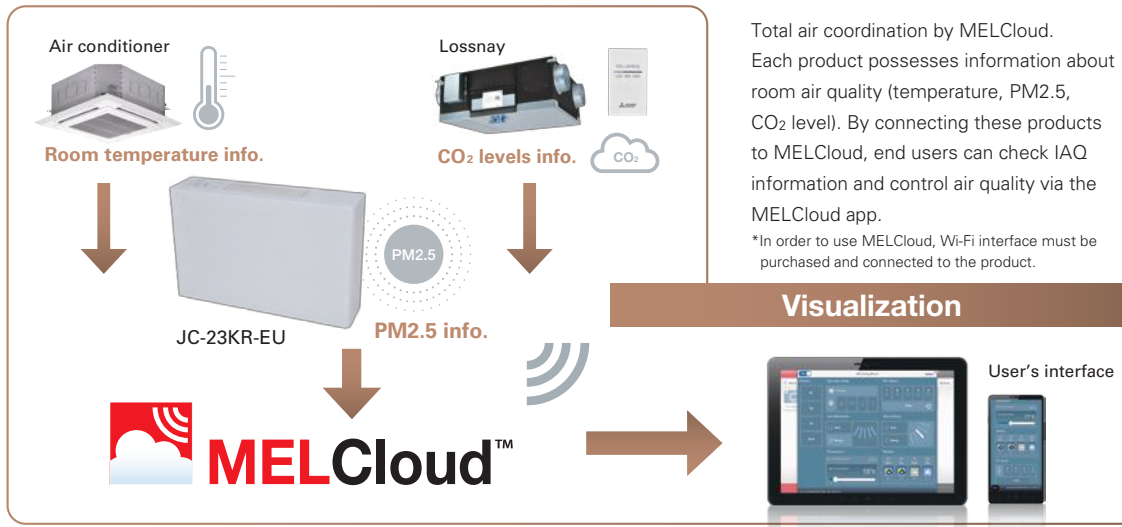 Air conditioner
Lossnay
Room temperature info.
CO₂ levels info.
CO₂
PM2.5
JC-23KR-EU
PM2.5 info.
MELCloud™
Total air coordination by MELCloud.
Each product possesses information about
room air quality (temperature, PM2.5,
CO₂ level). By connecting these products
to MELCloud, end users can check IAQ
information and control air quality via the
MELCloud app.
*In order to use MELCloud, Wi-Fi interface must be
purchased and connected to the product.
Visualization
User's interface